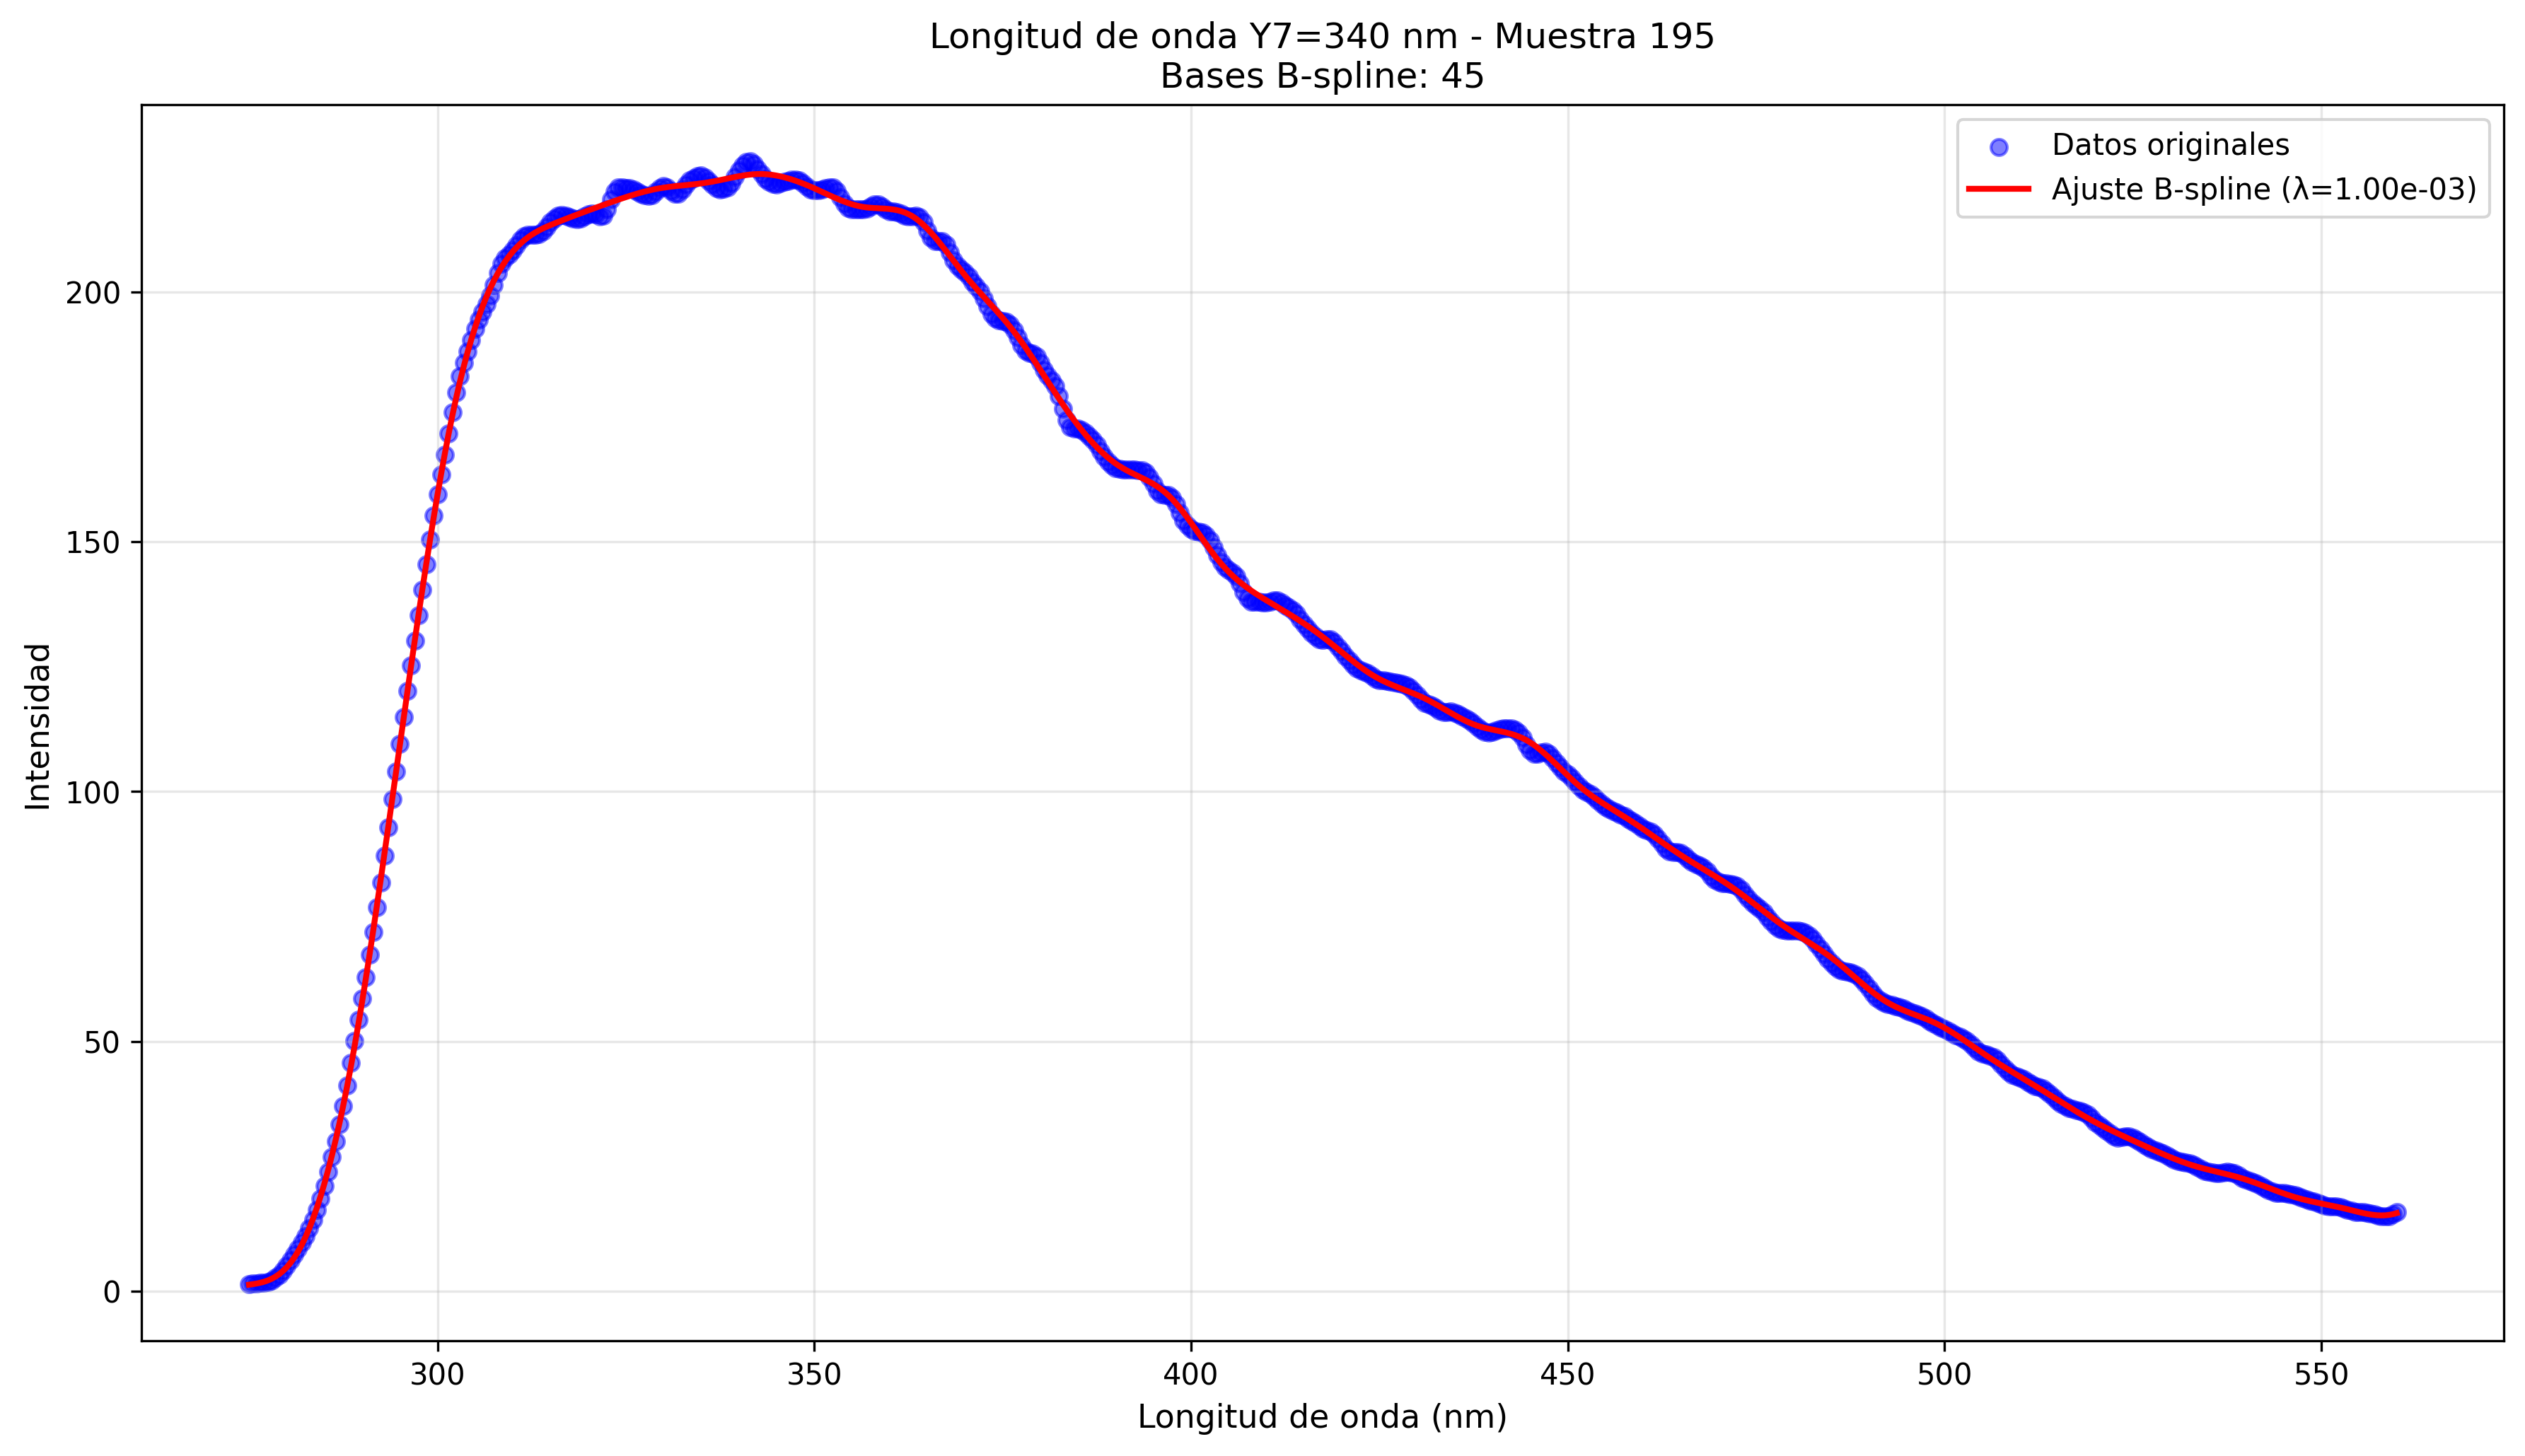 Longitud de onda Y7=340 nm - Muestra 195
Bases B-spline: 45
Datos originales
Ajuste B-spline (λ=1.00e-03)
Intensidad
200
150
100
50
0
300
350
400
450
500
550
Longitud de onda (nm)